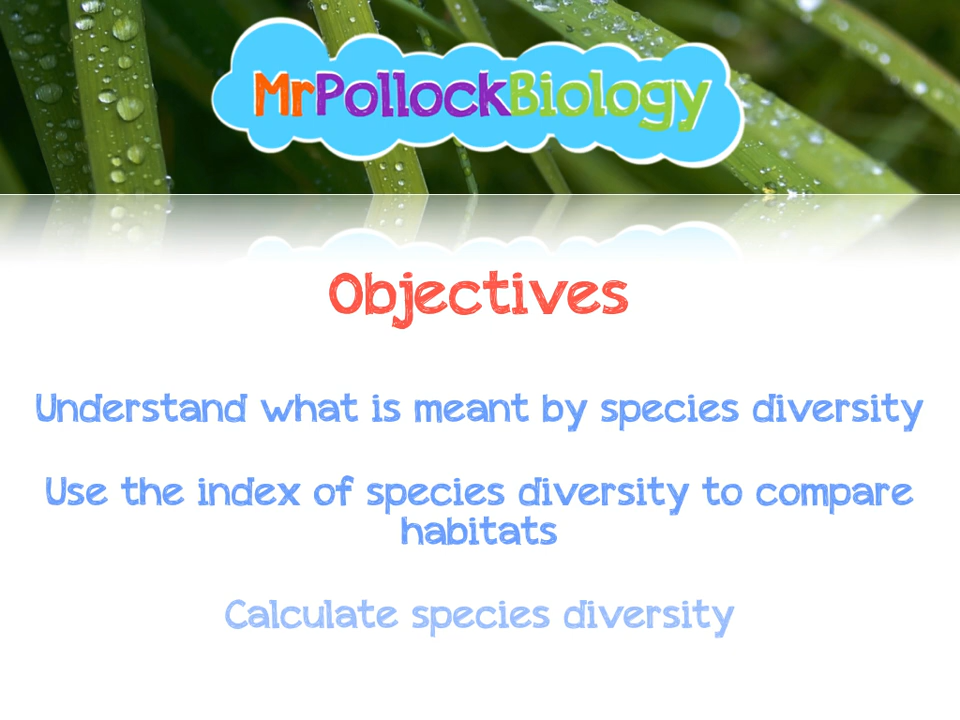 MrPollockBiology
Objectives
Understand what is meant by species diversity
Use the index of species diversity to compare
habitats
Calculate species diversity